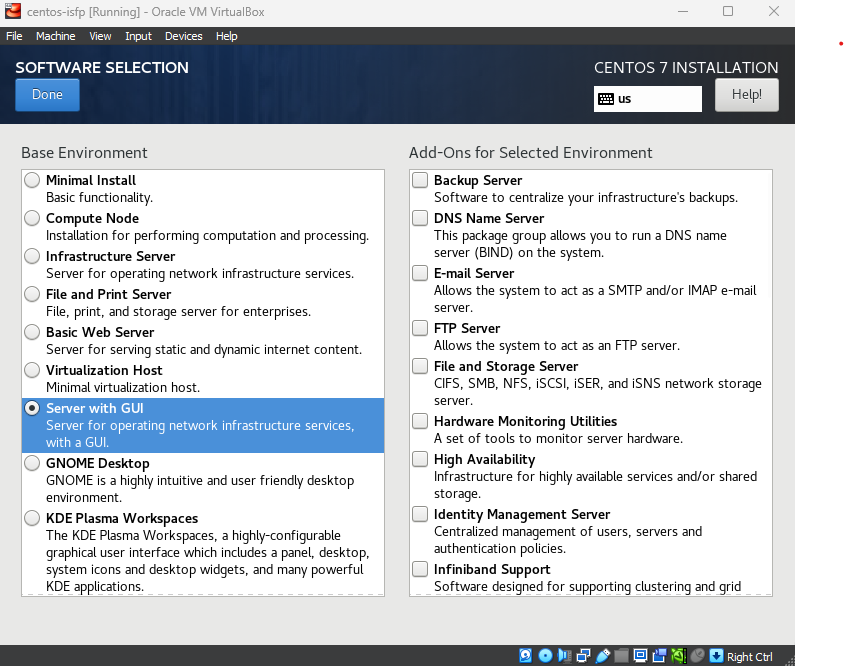 centos-isfp [Running] - Oracle VM VirtualBox
File Machine View Input Devices Help
SOFTWARE SELECTION
CENTOS 7 INSTALLATION
Done
us
Help!
Base Environment
Minimal Install
Basic functionality.
Compute Node
Installation for performing computation and processing.
Infrastructure Server
Server for operating network infrastructure services.
File and Print Server
File, print, and storage server for enterprises.
Basic Web Server
Server for serving static and dynamic internet content.
Virtualization Host
Minimal virtualization host.
Server with GUI
Server for operating network infrastructure services,
with a GUI.
GNOME Desktop
GNOME is a highly intuitive and user friendly desktop
environment.
KDE Plasma Workspaces
The KDE Plasma Workspaces, a highly-configurable
graphical user interface which includes a panel, desktop,
system icons and desktop widgets, and many powerful
KDE applications.
Add-Ons for Selected Environment
Backup Server
Software to centralize your infrastructure's backups.
DNS Name Server
This package group allows you to run a DNS name
server (BIND) on the system.
E-mail Server
Allows the system to act as a SMTP and/or IMAP e-mail
server.
FTP Server
Allows the system to act as an FTP server.
File and Storage Server
CIFS, SMB, NFS, iSCSI, iSER, and iSNS network storage
server.
Hardware Monitoring Utilities
A set of tools to monitor server hardware.
High Availability
Infrastructure for highly available services and/or shared
storage.
Identity Management Server
Centralized management of users, servers and
authentication policies.
Infiniband Support
Software designed for supporting clustering and grid
Right Ctrl